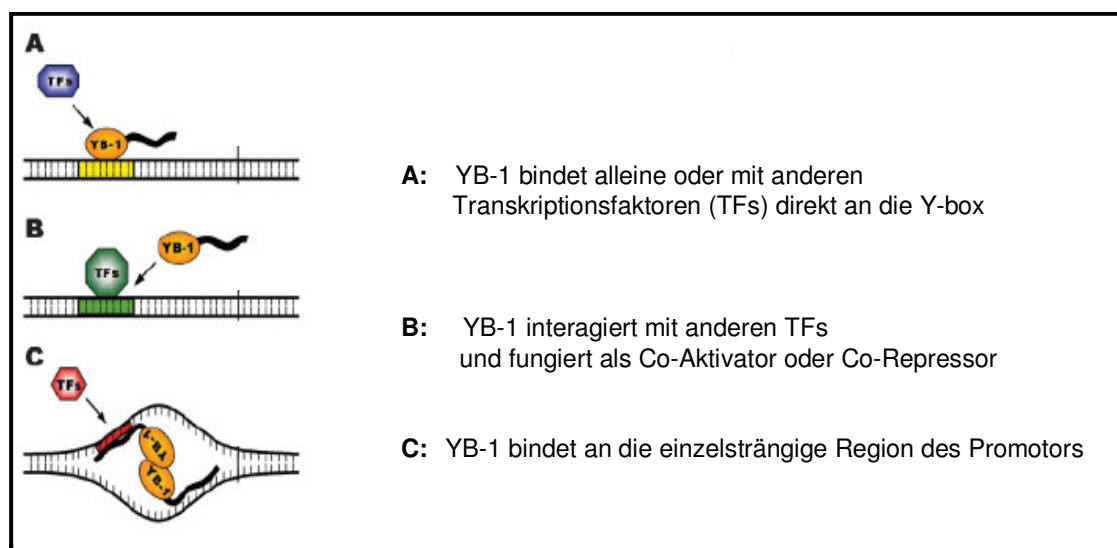 A
TFs
YB-1
A: YB-1 bindet alleine oder mit anderen
Transkriptionsfaktoren (TFs) direkt an die Y-box
B
YB-1
TFs
B: YB-1 interagiert mit anderen TFs
und fungiert als Co-Aktivator oder Co-Repressor
C
TFs
YB-1
YB-1
C: YB-1 bindet an die einzelsträngige Region des Promotors